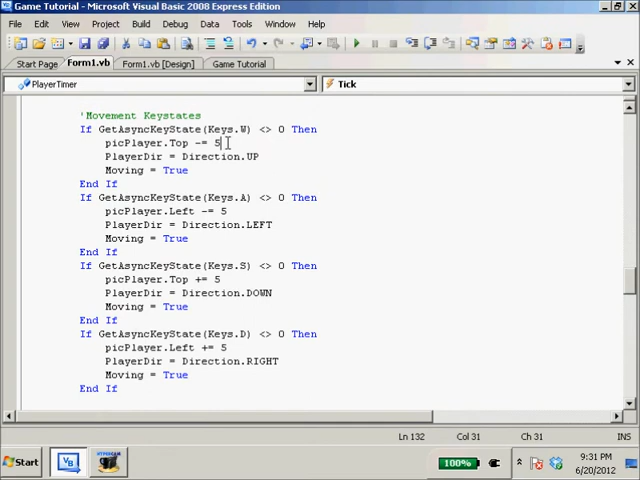 Game Tutorial - Microsoft Visual Basic 2008 Express Edition
File Edit View Project Build Debug Data Tools Window Help
Start Page Form1.vb Form1.vb [Design] Game Tutorial
PlayerTimer Tick
'Movement Keystates
If GetAsyncKeyState(Keys.W) <> 0 Then
picPlayer.Top -= 5
PlayerDir = Direction.UP
Moving = True
End If
If GetAsyncKeyState(Keys.A) <> 0 Then
picPlayer.Left -= 5
PlayerDir = Direction.LEFT
Moving = True
End If
If GetAsyncKeyState(Keys.S) <> 0 Then
picPlayer.Top += 5
PlayerDir = Direction.DOWN
Moving = True
End If
If GetAsyncKeyState(Keys.D) <> 0 Then
picPlayer.Left += 5
PlayerDir = Direction.RIGHT
Moving = True
End If
Ln 132 Col 31 Ch 31 INS
Start 100% 9:31 PM
6/20/2012